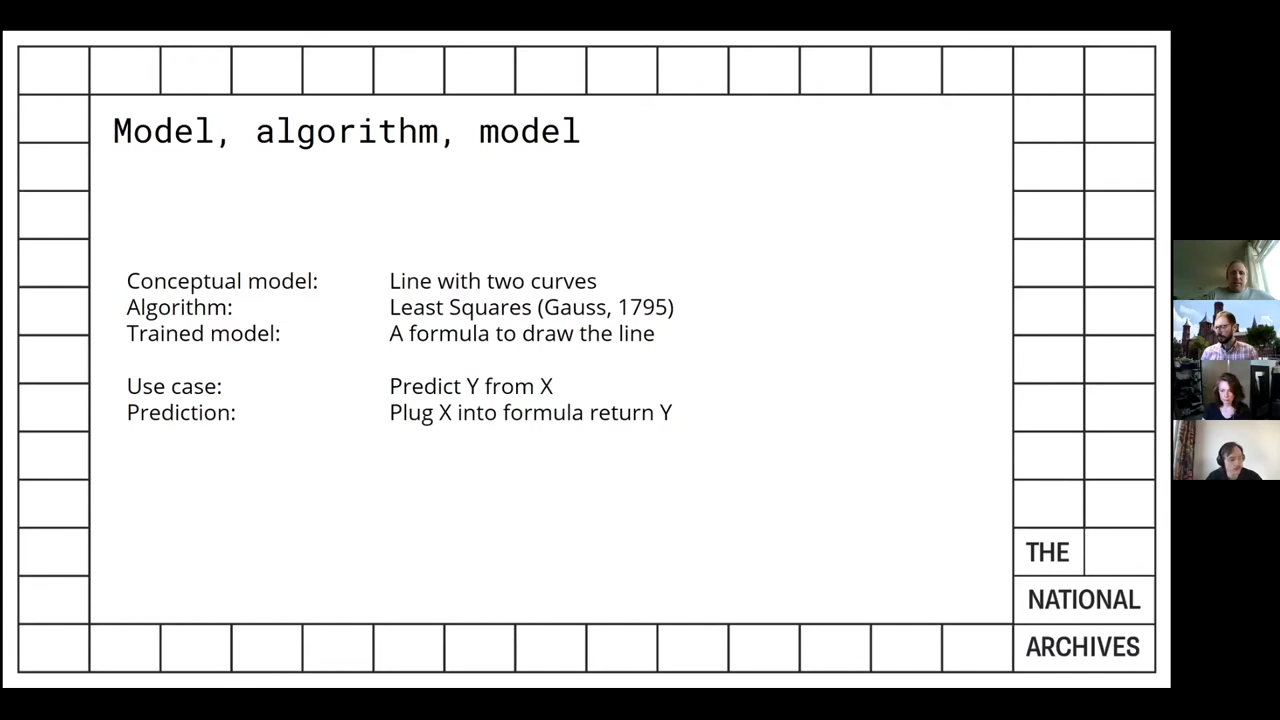 Model, algorithm, model
Conceptual model: Line with two curves
Algorithm: Least Squares (Gauss, 1795)
Trained model: A formula to draw the line
Use case: Predict Y from X
Prediction: Plug X into formula return Y
THE
NATIONAL
ARCHIVES